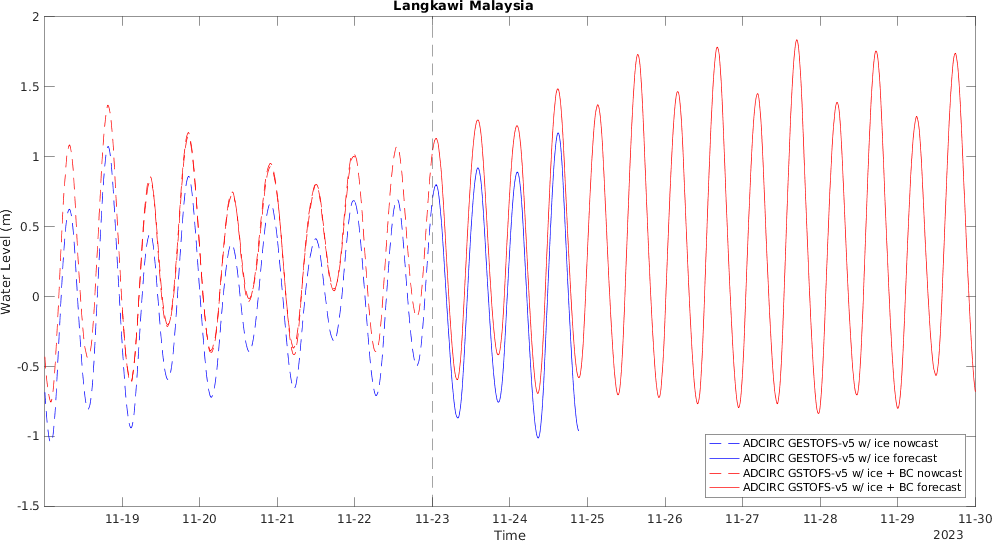 Langkawi Malaysia
2
1.5
1
0.5
0
-0.5
-1
-1.5
Water Level (m)
ADCIRC GESTOFS-v5 w/ ice nowcast
ADCIRC GESTOFS-v5 w/ ice forecast
ADCIRC GSTOFS-v5 w/ ice + BC nowcast
ADCIRC GSTOFS-v5 w/ ice + BC forecast
11-19 11-20 11-21 11-22 11-23 11-24 11-25 11-26 11-27 11-28 11-29 11-30
Time
2023